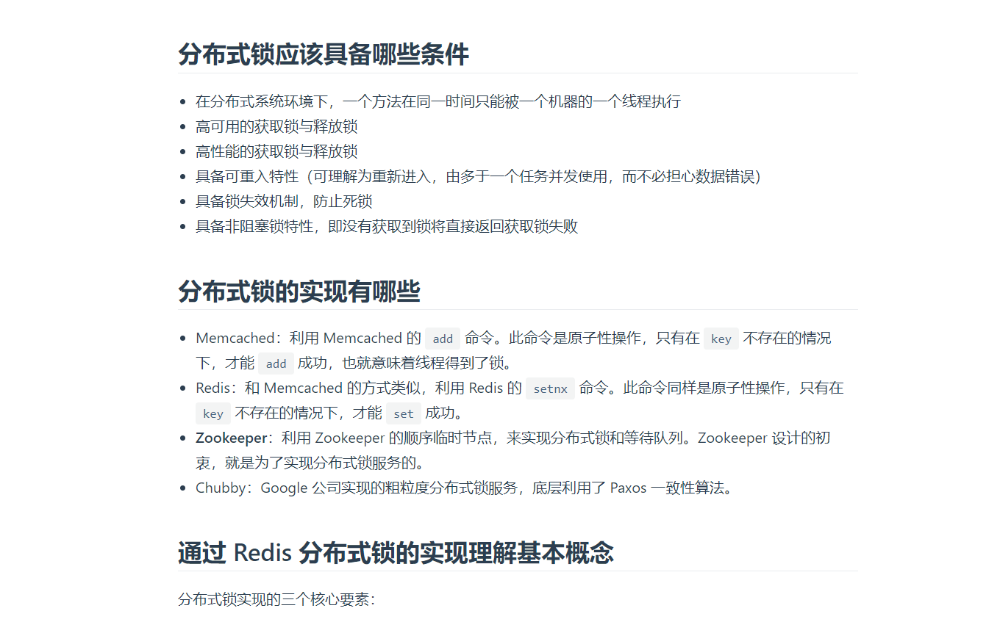 分布式锁应该具备哪些条件
在分布式系统环境下，一个方法在同一时间只能被一个机器的一个线程执行
高可用的获取锁与释放锁
高性能的获取锁与释放锁
具备可重入特性（可理解为重新进入，由多于一个任务并发使用，而不必担心数据错误）
具备锁失效机制，防止死锁
具备非阻塞锁特性，即没有获取到锁将直接返回获取锁失败
分布式锁的实现有哪些
Memcached：利用 Memcached 的 add 命令。此命令是原子性操作，只有在 key 不存在的情况
下，才能 add 成功，也就意味着线程得到了锁。
Redis：和 Memcached 的方式类似，利用 Redis 的 setnx 命令。此命令同样是原子性操作，只有在
key 不存在的情况下，才能 set 成功。
Zookeeper：利用 Zookeeper 的顺序临时节点，来实现分布式锁和等待队列。Zookeeper 设计的初
衷，就是为了实现分布式锁服务的。
Chubby：Google 公司实现的粗粒度分布式锁服务，底层利用了 Paxos 一致性算法。
通过 Redis 分布式锁的实现理解基本概念
分布式锁实现的三个核心要素：